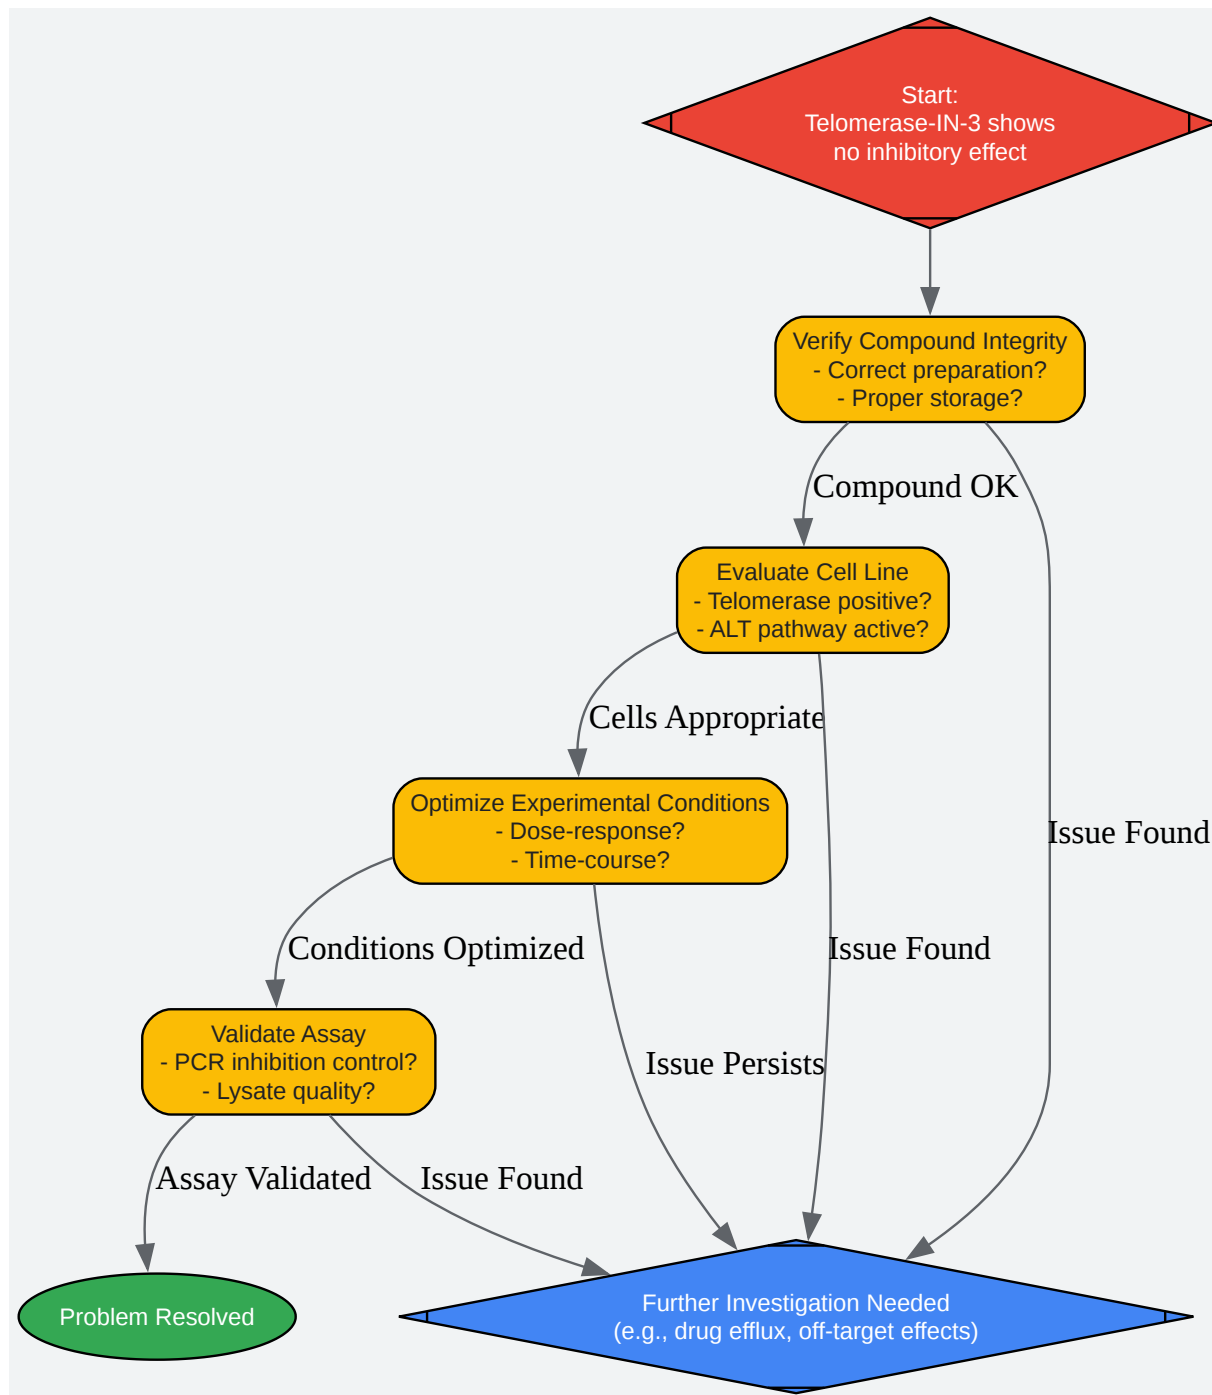 Start:
Telomerase-IN-3 shows
no inhibitory effect
Verify Compound Integrity
- Correct preparation?
- Proper storage?
Compound OK
Evaluate Cell Line
- Telomerase positive?
- ALT pathway active?
Cells Appropriate
Optimize Experimental Conditions
- Dose-response?
- Time-course?
Issue Found
Conditions Optimized
Issue Found
Validate Assay
- PCR inhibition control?
- Lysate quality?
Issue Persists
Assay Validated
Issue Found
Problem Resolved
Further Investigation Needed
(e.g., drug efflux, off-target effects)